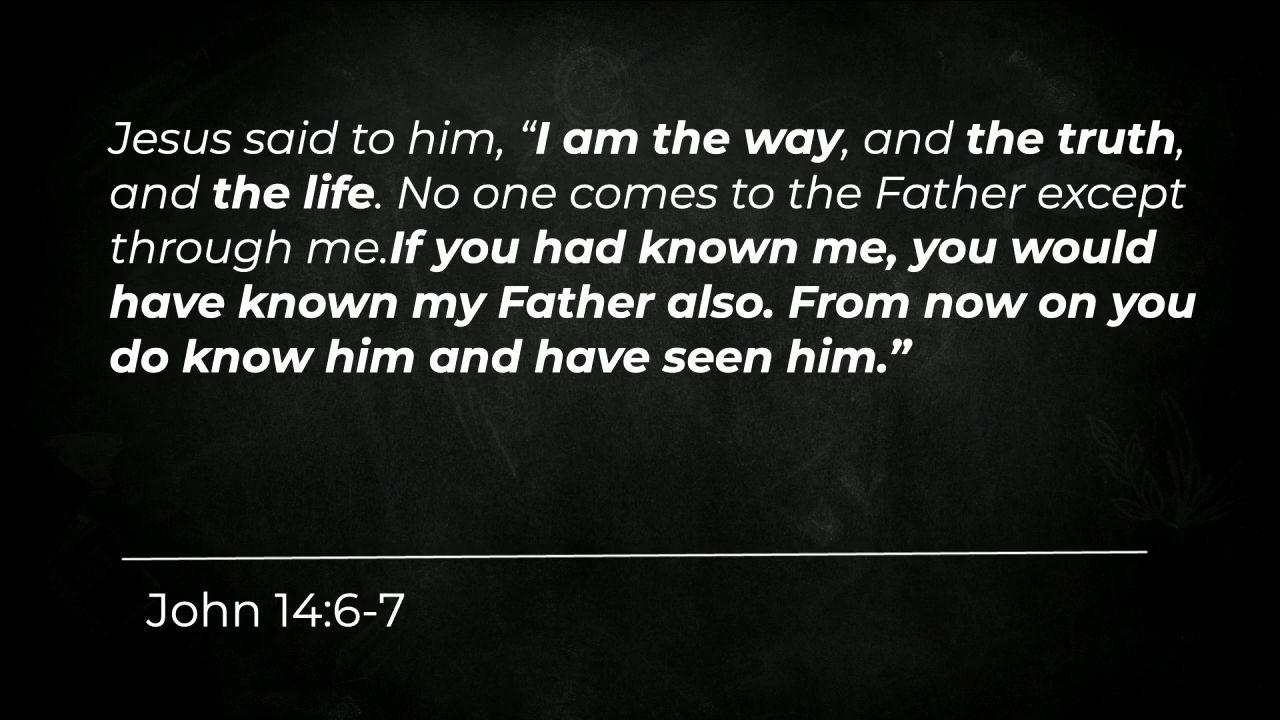 Jesus said to him, “I am the way, and the truth,
and the life. No one comes to the Father except
through me.If you had known me, you would
have known my Father also. From now on you
do know him and have seen him.”
John 14:6-7